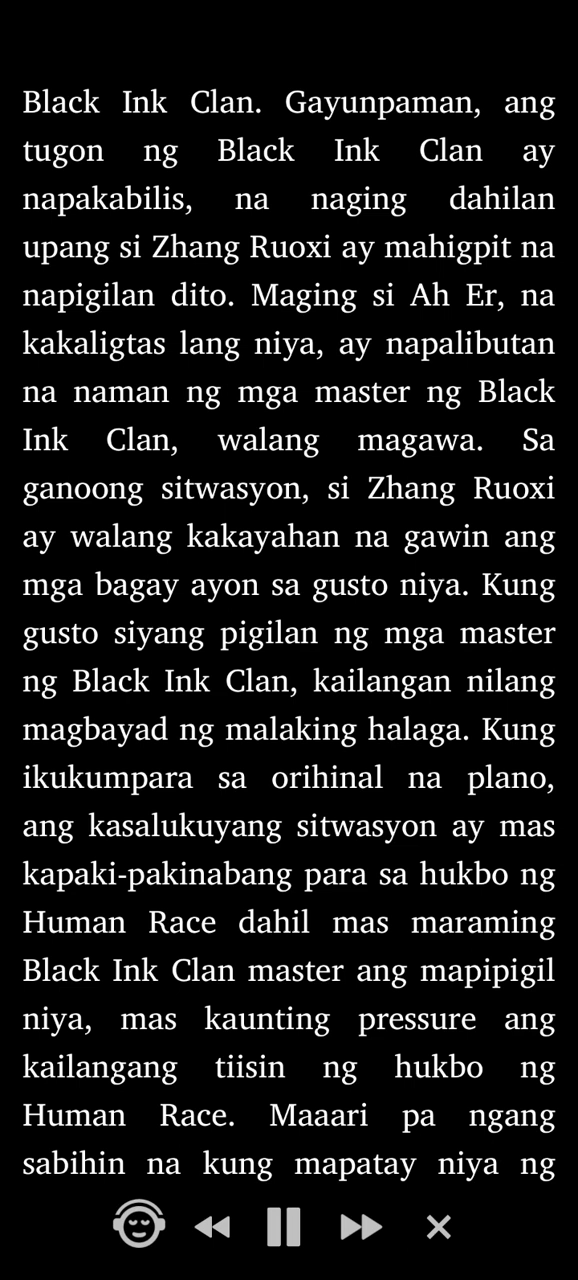 Black Ink Clan. Gayunpaman, ang
tugon ng Black Ink Clan ay
napakabilis, na naging dahilan
upang si Zhang Ruoxi ay mahigpit na
napigilan dito. Maging si Ah Er, na
kakaligtas lang niya, ay napalibutan
na naman ng mga master ng Black
Ink Clan, walang magawa. Sa
ganoong sitwasyon, si Zhang Ruoxi
ay walang kakayahan na gawin ang
mga bagay ayon sa gusto niya. Kung
gusto siyang pigilan ng mga master
ng Black Ink Clan, kailangan nilang
magbayad ng malaking halaga. Kung
ikukumpara sa orihinal na plano,
ang kasalukuyang sitwasyon ay mas
kapaki-pakinabang para sa hukbo ng
Human Race dahil mas maraming
Black Ink Clan master ang mapipigil
niya, mas kaunting pressure ang
kailangang tiisin ng hukbo ng
Human Race. Maaari pa ngang
sabihin na kung mapatay niya ng